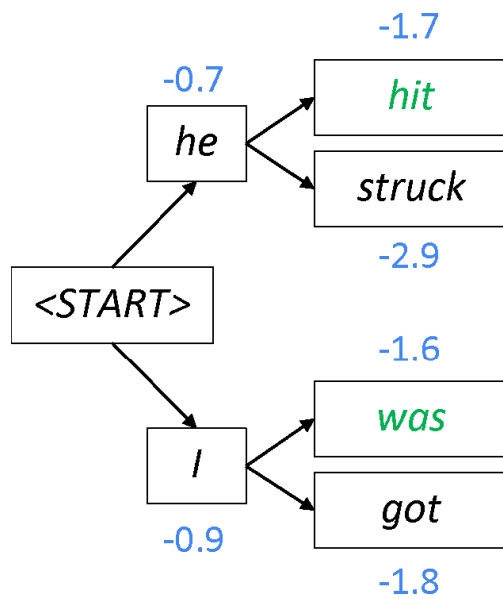 -1.7
-0.7
hit
he
struck
<START>
-2.9
-1.6
was
I
got
-0.9
-1.8